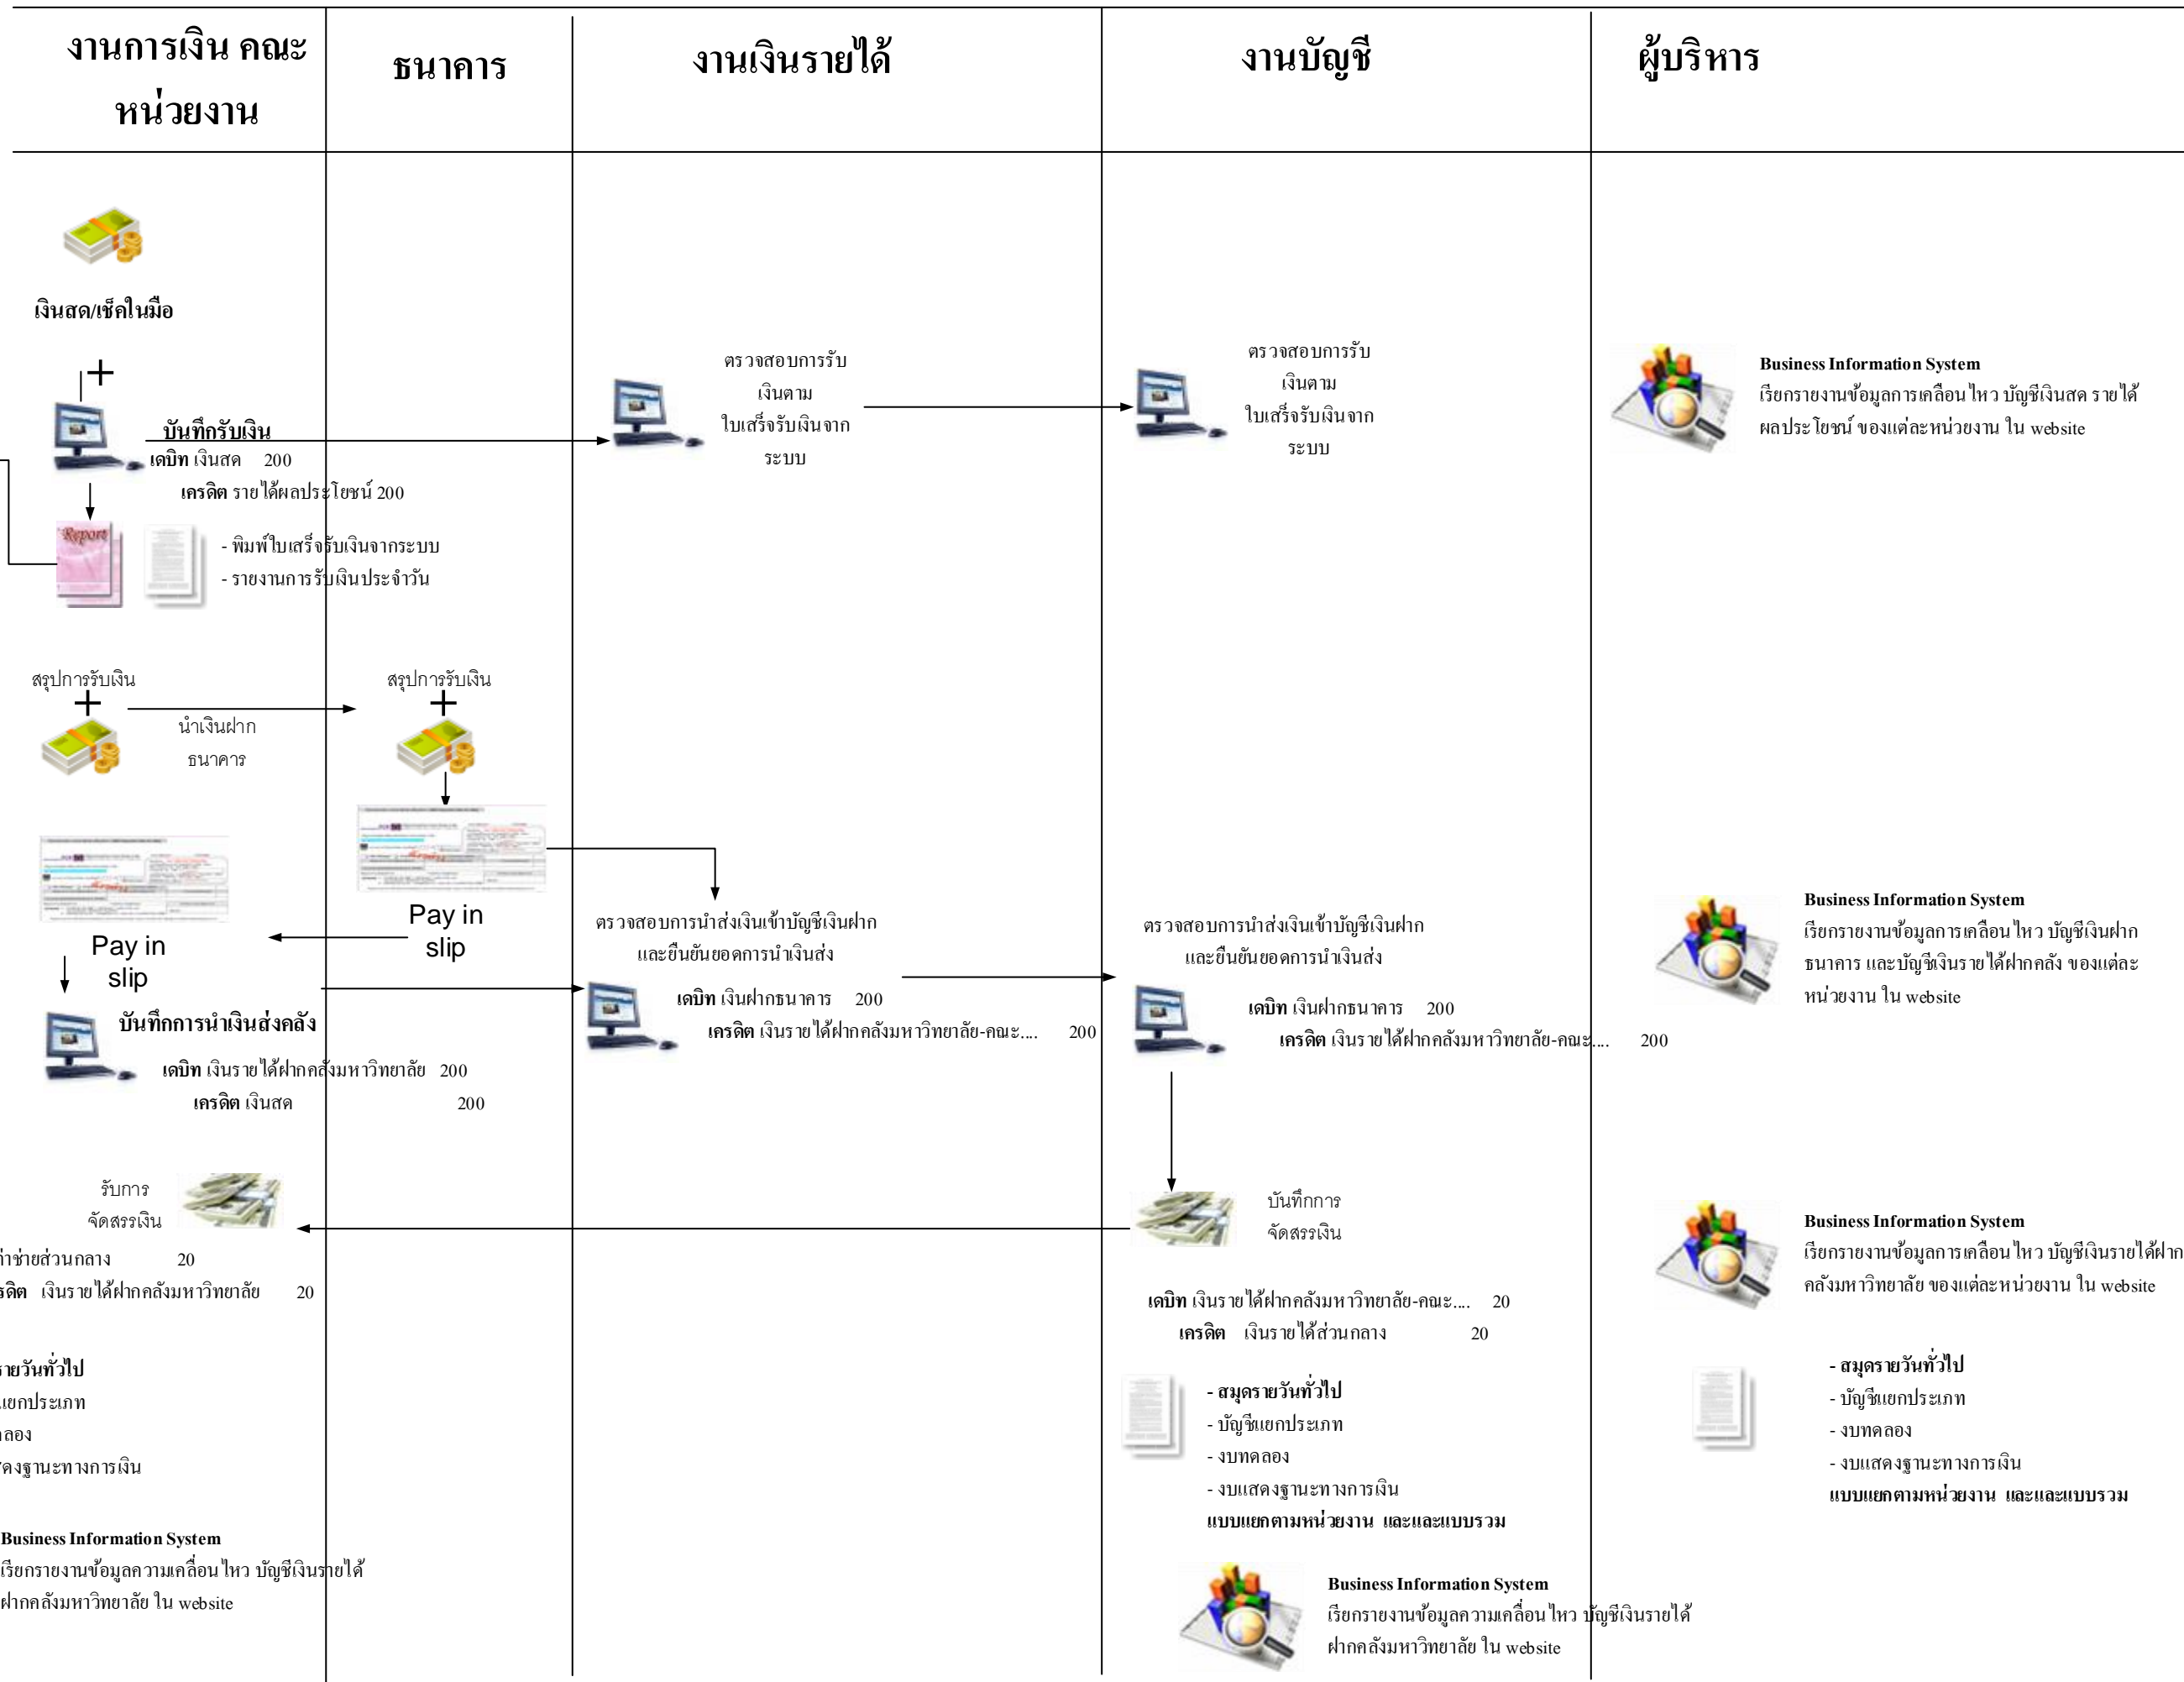 งานการเงิน คณะ
หน่วยงาน
ธนาคาร
งานเงินรายได้
งานบัญชี
ผู้บริหาร
เงินสด/เช็คในมือ
บันทึกรับเงิน
เดบิท เงินสด 200
เครดิต รายได้ผลประโยชน์ 200
ตรวจสอบการรับ
เงินตาม
ใบเสร็จรับเงินจาก
ระบบ
ตรวจสอบการรับ
เงินตาม
ใบเสร็จรับเงินจาก
ระบบ
Business Information System
เรียกรายงานข้อมูลการเคลื่อนไหว บัญชีเงินสด รายได้
ผลประโยชน์ ของแต่ละหน่วยงาน ใน website
Report
- พิมพ์ใบเสร็จรับเงินจากระบบ
- รายงานการรับเงินประจำวัน
สรุปการรับเงิน
นำเงินฝาก
ธนาคาร
สรุปการรับเงิน
Pay in
slip
Pay in
slip
บันทึกการนำเงินส่งคลัง
เดบิท เงินรายได้ฝากคลังมหาวิทยาลัย 200
เครดิต เงินสด 200
ตรวจสอบการนำส่งเงินเข้าบัญชีเงินฝาก
และยืนยันยอดการนำเงินส่ง
เดบิท เงินฝากธนาคาร 200
เครดิต เงินรายได้ฝากคลังมหาวิทยาลัย-คณะ.... 200
ตรวจสอบการนำส่งเงินเข้าบัญชีเงินฝาก
และยืนยันยอดการนำเงินส่ง
เดบิท เงินฝากธนาคาร 200
เครดิต เงินรายได้ฝากคลังมหาวิทยาลัย-คณะ.... 200
Business Information System
เรียกรายงานข้อมูลการเคลื่อนไหว บัญชีเงินฝาก
ธนาคาร และบัญชีเงินรายได้ฝากคลัง ของแต่ละ
หน่วยงาน ใน website
รับการ
จัดสรรเงิน
ค่าช่ายส่วนกลาง 20
รดิต เงินรายได้ฝากคลังมหาวิทยาลัย 20
รายวันทั่วไป
แยกประเภท
ดลอง
สดงฐานะทางการเงิน
Business Information System
เรียกรายงานข้อมูลความเคลื่อนไหว บัญชีเงินรายได้
ฝากคลังมหาวิทยาลัย ใน website
บันทึกการ
จัดสรรเงิน
เดบิท เงินรายได้ฝากคลังมหาวิทยาลัย-คณะ.... 20
เครดิต เงินรายได้ส่วนกลาง 20
- สมุดรายวันทั่วไป
- บัญชีแยกประเภท
- งบทดลอง
- งบแสดงฐานะทางการเงิน
แบบแยกตามหน่วยงาน และและแบบรวม
Business Information System
เรียกรายงานข้อมูลความเคลื่อนไหว บัญชีเงินรายได้
ฝากคลังมหาวิทยาลัย ใน website
Business Information System
เรียกรายงานข้อมูลการเคลื่อนไหว บัญชีเงินรายได้ฝาก
คลังมหาวิทยาลัย ของแต่ละหน่วยงาน ใน website
- สมุดรายวันทั่วไป
- บัญชีแยกประเภท
- งบทดลอง
- งบแสดงฐานะทางการเงิน
แบบแยกตามหน่วยงาน และและแบบรวม